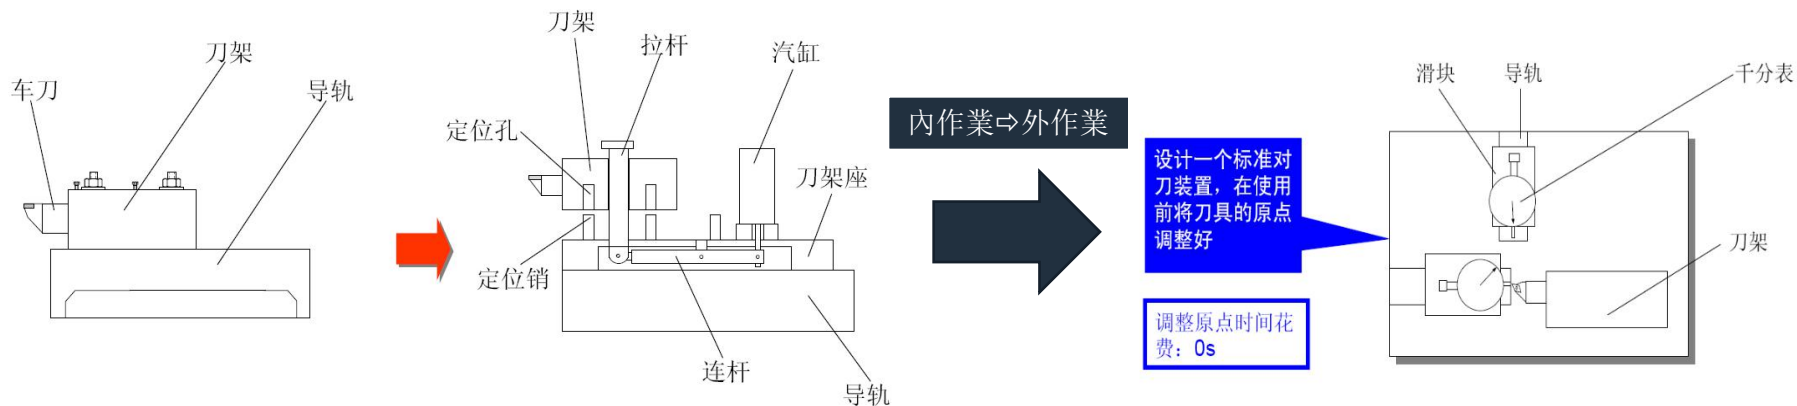 刀架
车刀
导轨
刀架
拉杆
汽缸
定位孔
刀架座
定位销
连杆
导轨
內作業⇨外作業
设计一个标准对
刀装置，在使用
前将刀具的原点
调整好
调整原点时间花
费：0s
滑块
导轨
千分表
刀架